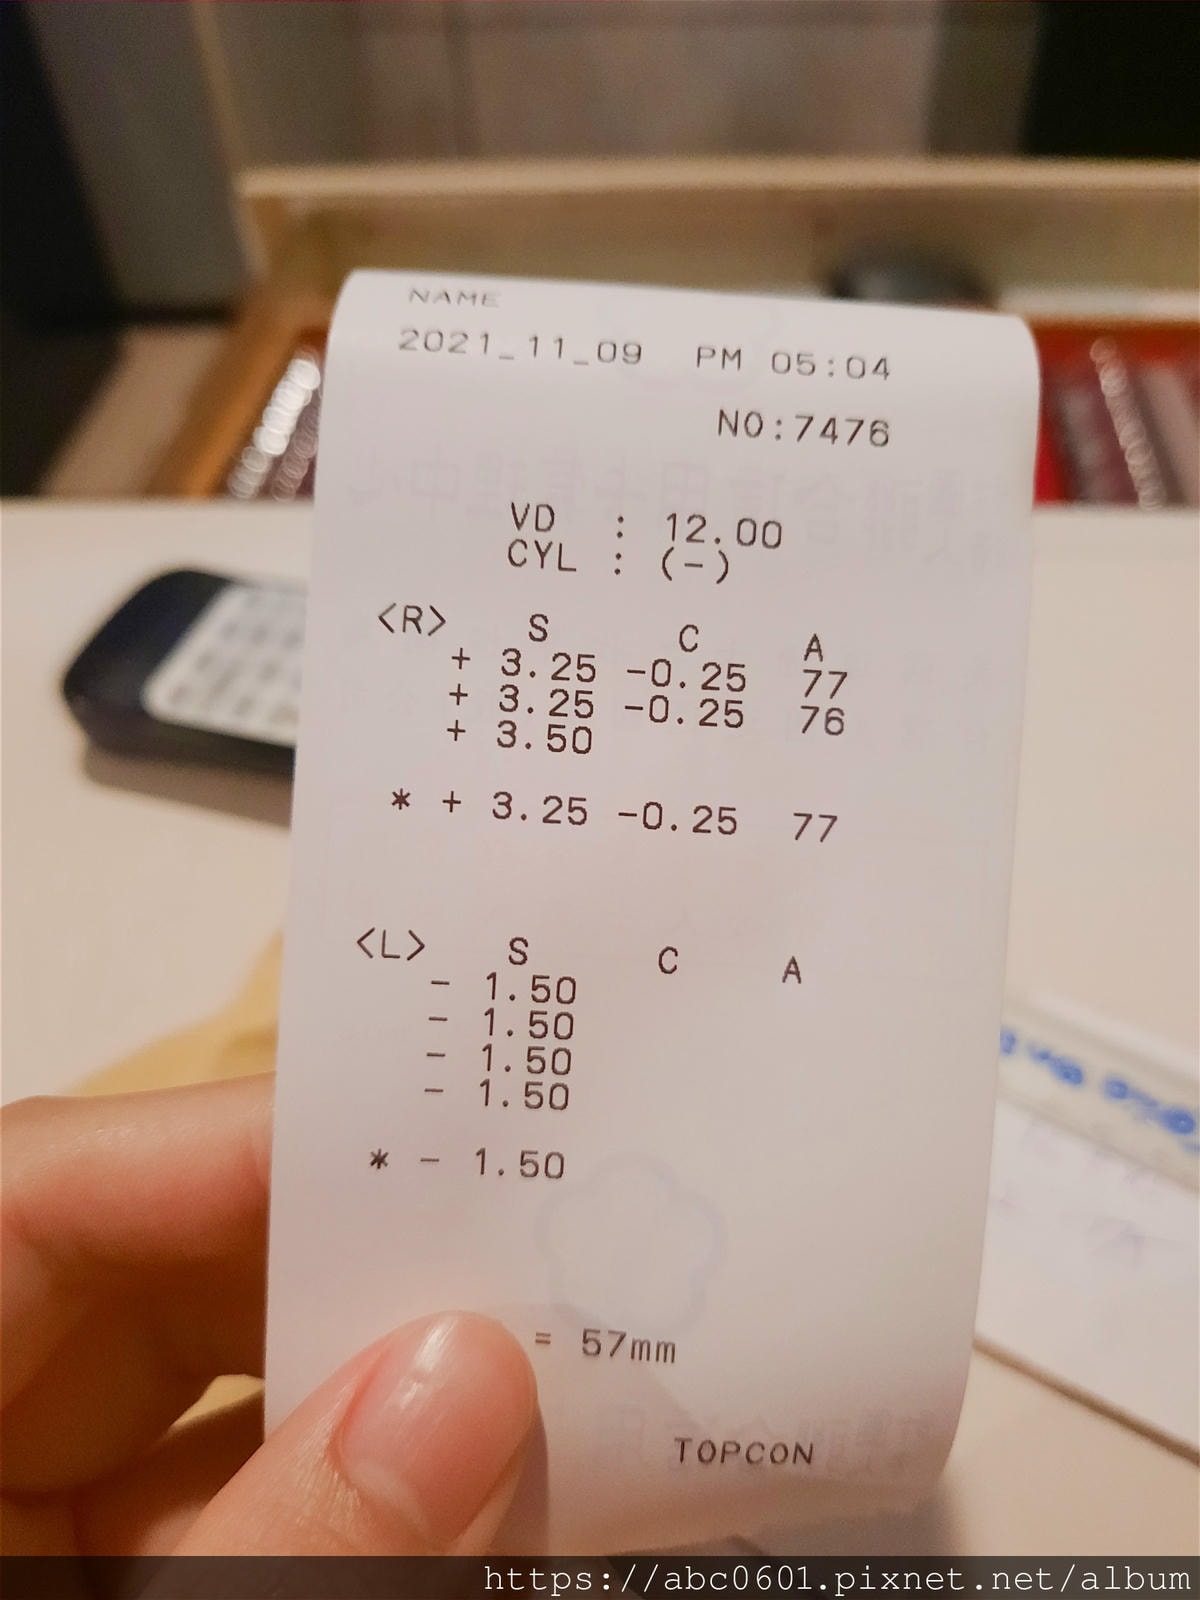 NAME
2021_11_09 PM 05:04
NO:7476
VD : 12.00
CYL : (-)
<R> S C A
+ 3.25 -0.25 77
+ 3.25 -0.25 76
+ 3.50
* + 3.25 -0.25 77
<L> S C A
- 1.50
- 1.50
- 1.50
- 1.50
* - 1.50
= 57mm
TOPCON
https://abc0601.pixnet.net/album